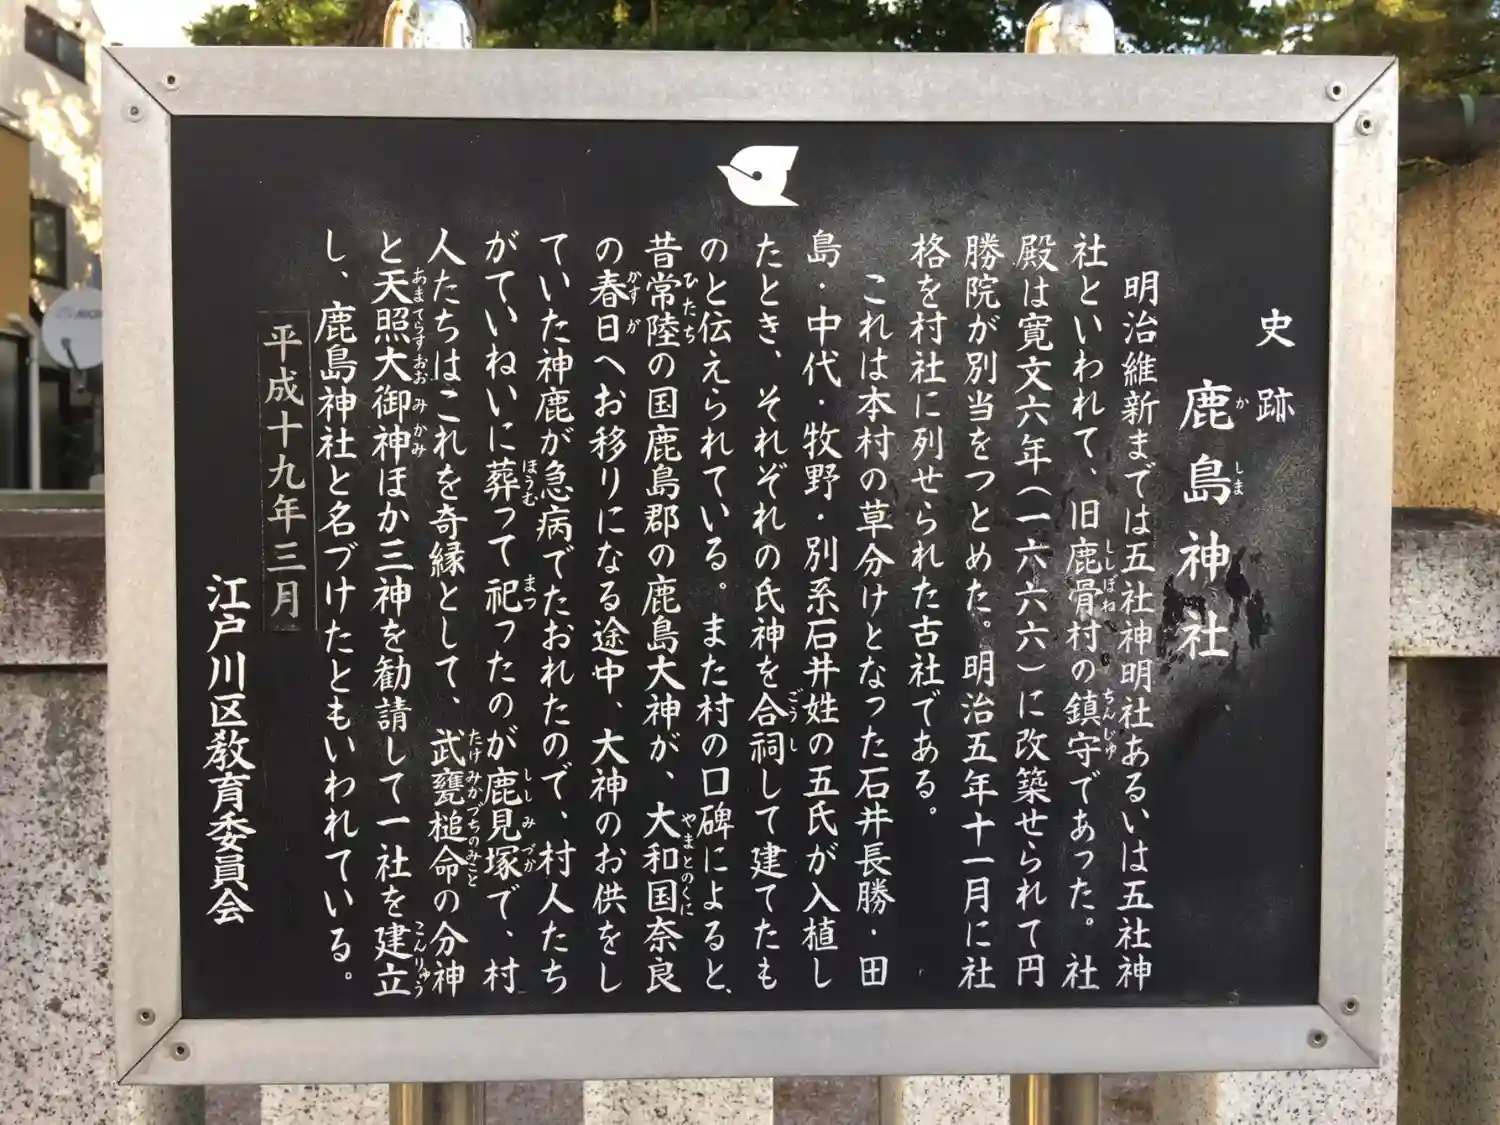 史跡
鹿島神社
明治維新までは五社神明社あるいは五社神
社といわれて、旧鹿骨村の鎮守であった。社
殿は寛文六年(一六六六)に改築せられて円
勝院が別当をつとめた。明治五年十一月に社
格を村社に列せられた古社である。
これは本村の草分けとなった石井長勝・田
島・中代・牧野・別系石井姓の五氏が入植し
たとき、それぞれの氏神を合祠して建てたも
のと伝えられている。また村の口碑によると、
昔常陸の国鹿島郡の鹿島大神が、大和国奈良
の春日へお移りになる途中、大神のお供をし
ていた神鹿が急病でたおれたので、村人たち
がていねいに葬って祀ったのが鹿見塚で、村
人たちはこれを奇縁として、武甕槌命の分神
と天照大御神ほか三神を勧請して一社を建立
し、鹿島神社と名づけたともいわれている。
平成十九年三月
江戸川区教育委員会